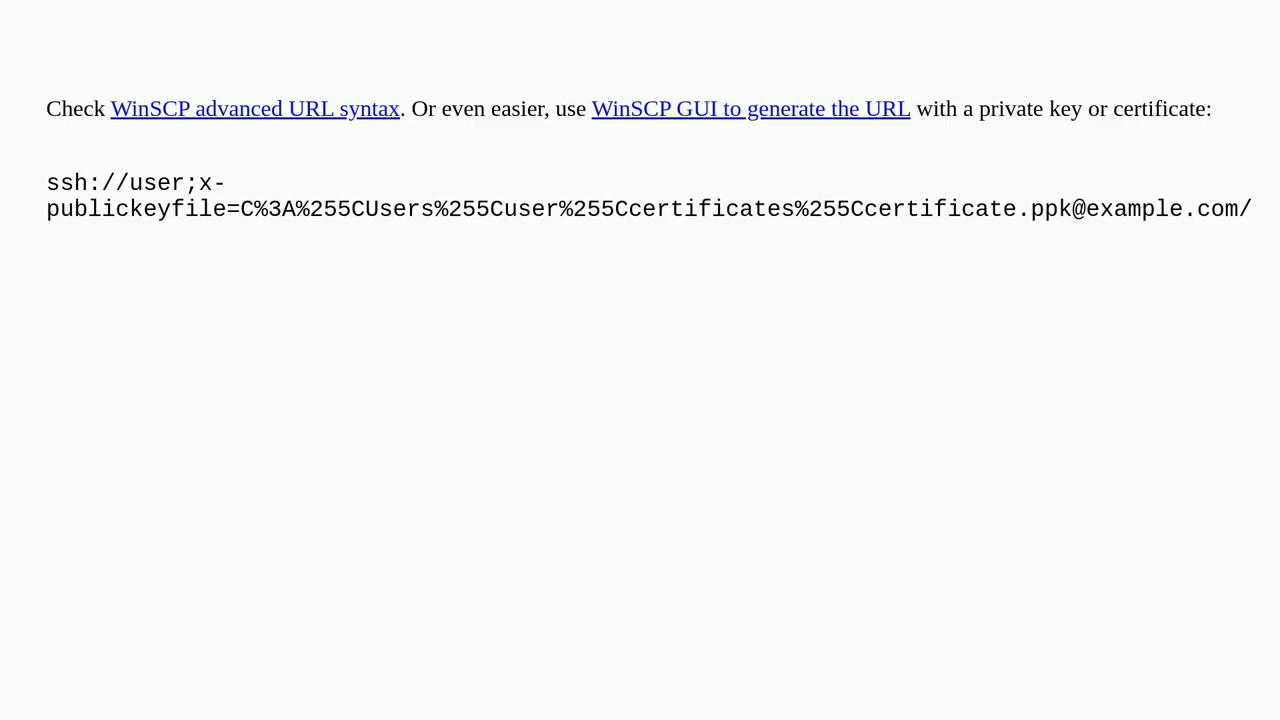 Check WinSCP advanced URL syntax. Or even easier, use WinSCP GUI to generate the URL with a private key or certificate:
ssh://user;x-
publickeyfile=C%3A%255CUsers%255Cuser%255Ccertificates%255Ccertificate.ppk@example.com/